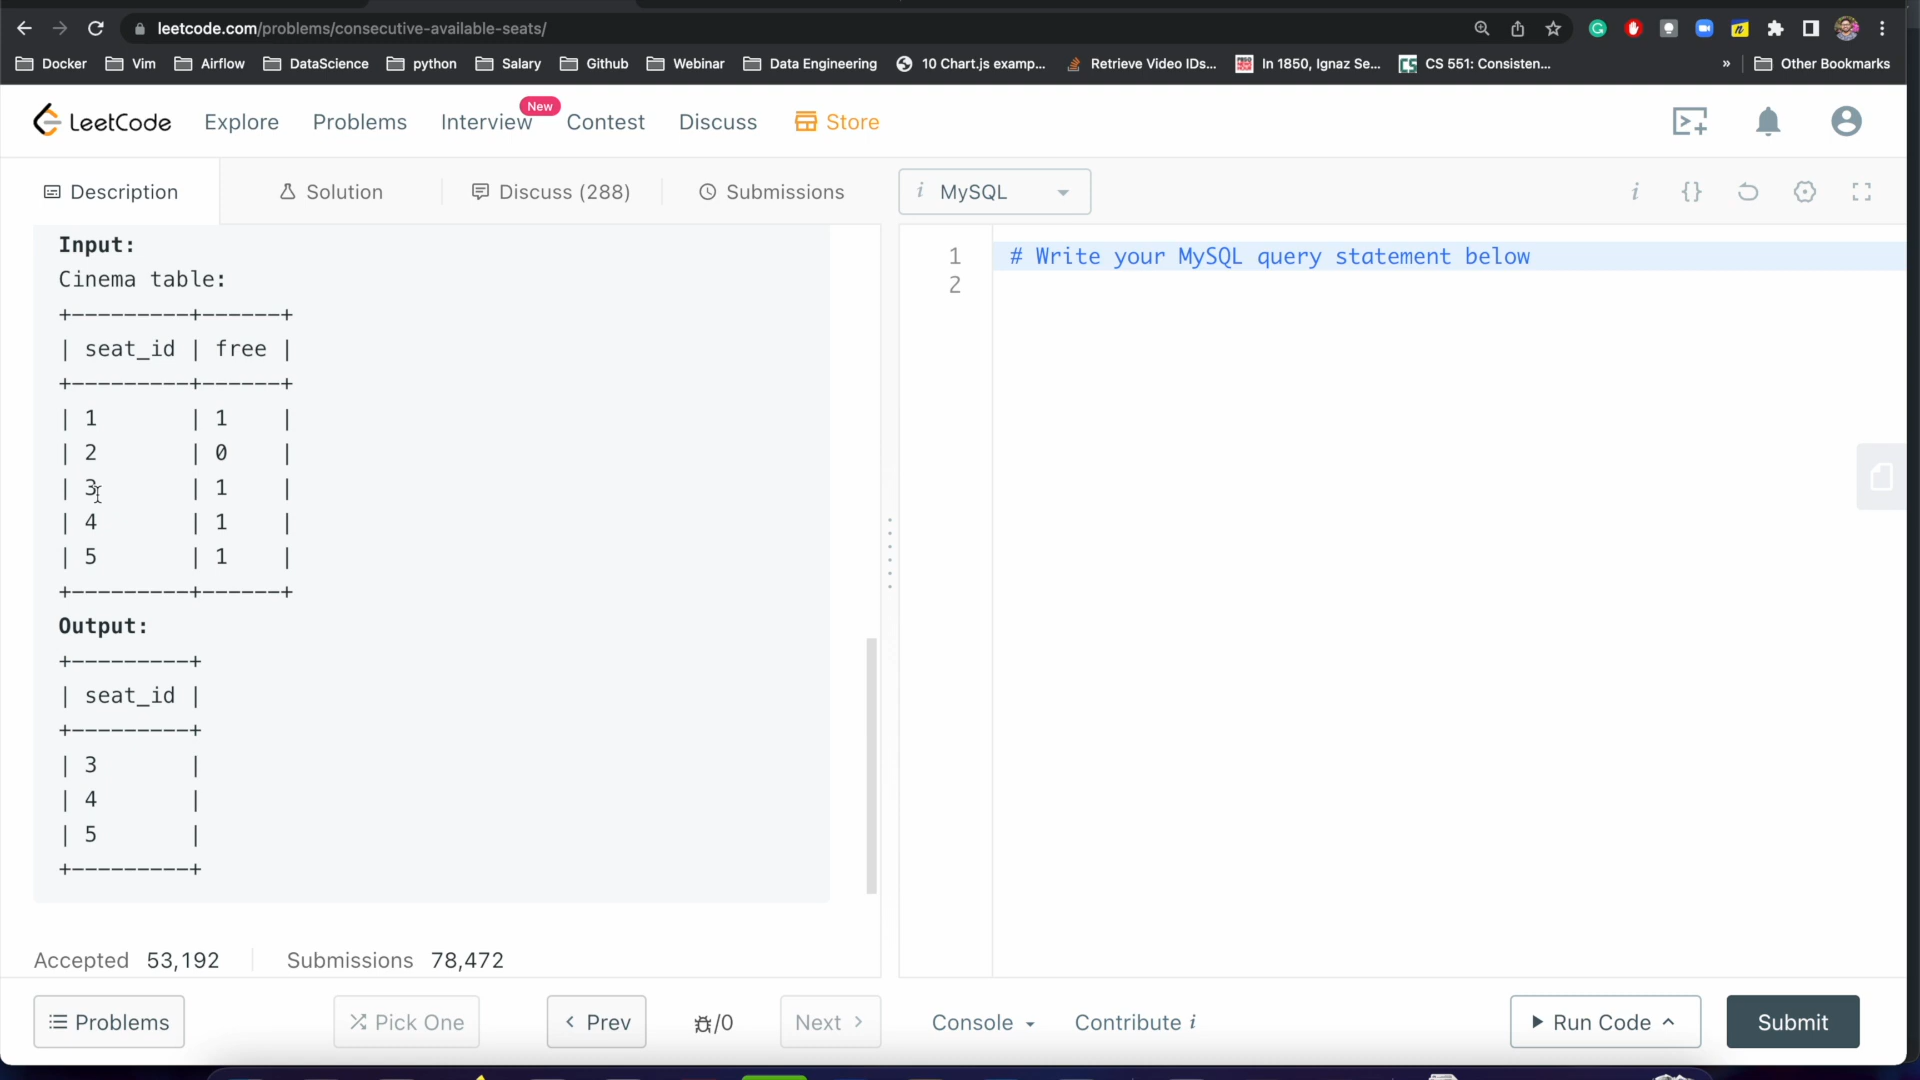 leetcode.com/problems/consecutive-available-seats/
Docker Vim Airflow DataScience python Salary Github Webinar Data Engineering 10 Chart.js examp... Retrieve Video IDs... In 1850, Ignaz Se... CS 551: Consisten... » Other Bookmarks
LeetCode Explore Problems Interview New Contest Discuss Store
Description Solution Discuss (288) Submissions i MySQL i {}
Input:
Cinema table:
+---------+------+
| seat_id | free |
+---------+------+
| 1       | 1    |
| 2       | 0    |
| 3       | 1    |
| 4       | 1    |
| 5       | 1    |
+---------+------+
Output:
+---------+
| seat_id |
+---------+
| 3       |
| 4       |
| 5       |
+---------+
Accepted 53,192 Submissions 78,472
1 # Write your MySQL query statement below
2
Problems Pick One Prev /0 Next Console Contribute i Run Code Submit